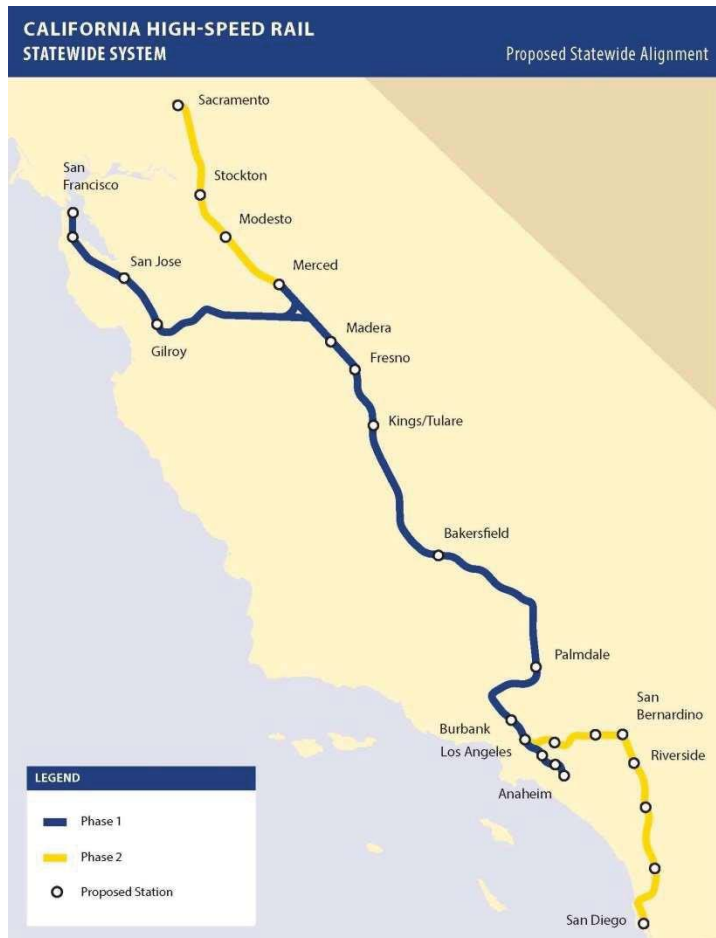 CALIFORNIA HIGH-SPEED RAIL
STATEWIDE SYSTEM
Proposed Statewide Alignment
Sacramento
San
Francisco
Stockton
Modesto
San Jose
Merced
Gilroy
Madera
Fresno
Kings/Tulare
Bakersfield
Palmdale
San
Bernardino
Burbank
Los Angeles
Riverside
Anaheim
San Diego
LEGEND
Phase 1
Phase 2
Proposed Station